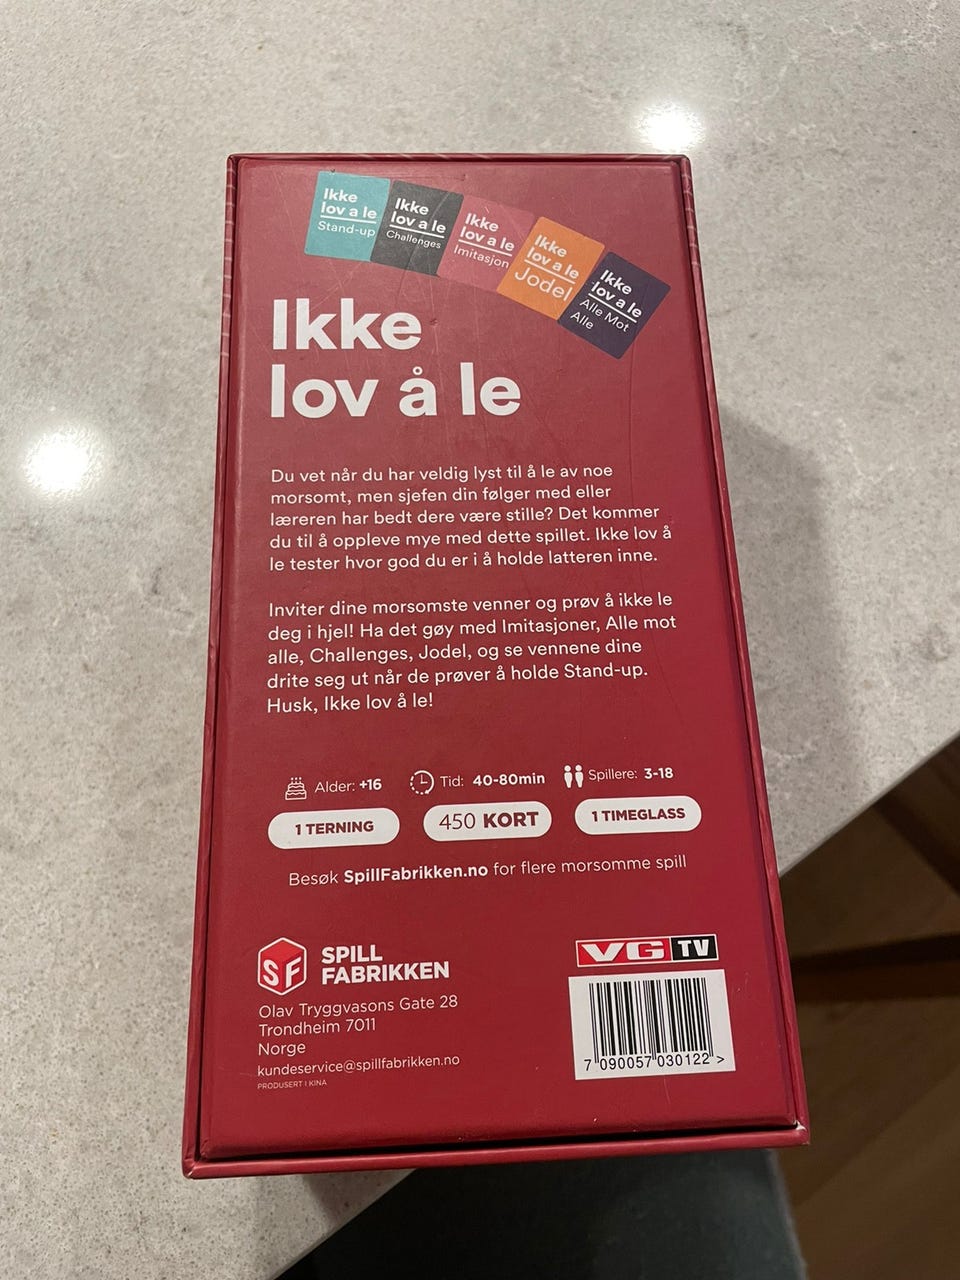 Ikke
lov a le
Stand-up
Ikke
lov a le
Challenges
Ikke
lov a le
Imitasjon
Ikke
lov a le
Jodel
Ikke
lov a le
Alle Mot
Alle
Ikke
lov å le
Du vet når du har veldig lyst til å le av noe
morsomt, men sjefen din følger med eller
læreren har bedt dere være stille? Det kommer
du til å oppleve mye med dette spillet. Ikke lov å
le tester hvor god du er i å holde latteren inne.
Inviter dine morsomste venner og prøv å ikke le
deg i hjel! Ha det gøy med Imitasjoner, Alle mot
alle, Challenges, Jodel, og se vennene dine
drite seg ut når de prøver å holde Stand-up.
Husk, Ikke lov å le!
Alder: +16 Tid: 40-80min Spillere: 3-18
1 TERNING 450 KORT 1 TIMEGLASS
Besøk SpillFabrikken.no for flere morsomme spill
SF
SPILL
FABRIKKEN
Olav Tryggvasons Gate 28
Trondheim 7011
Norge
kundeservice@spillfabrikken.no
PRODUSERT I KINA
VG TV
7 090057 030122 >